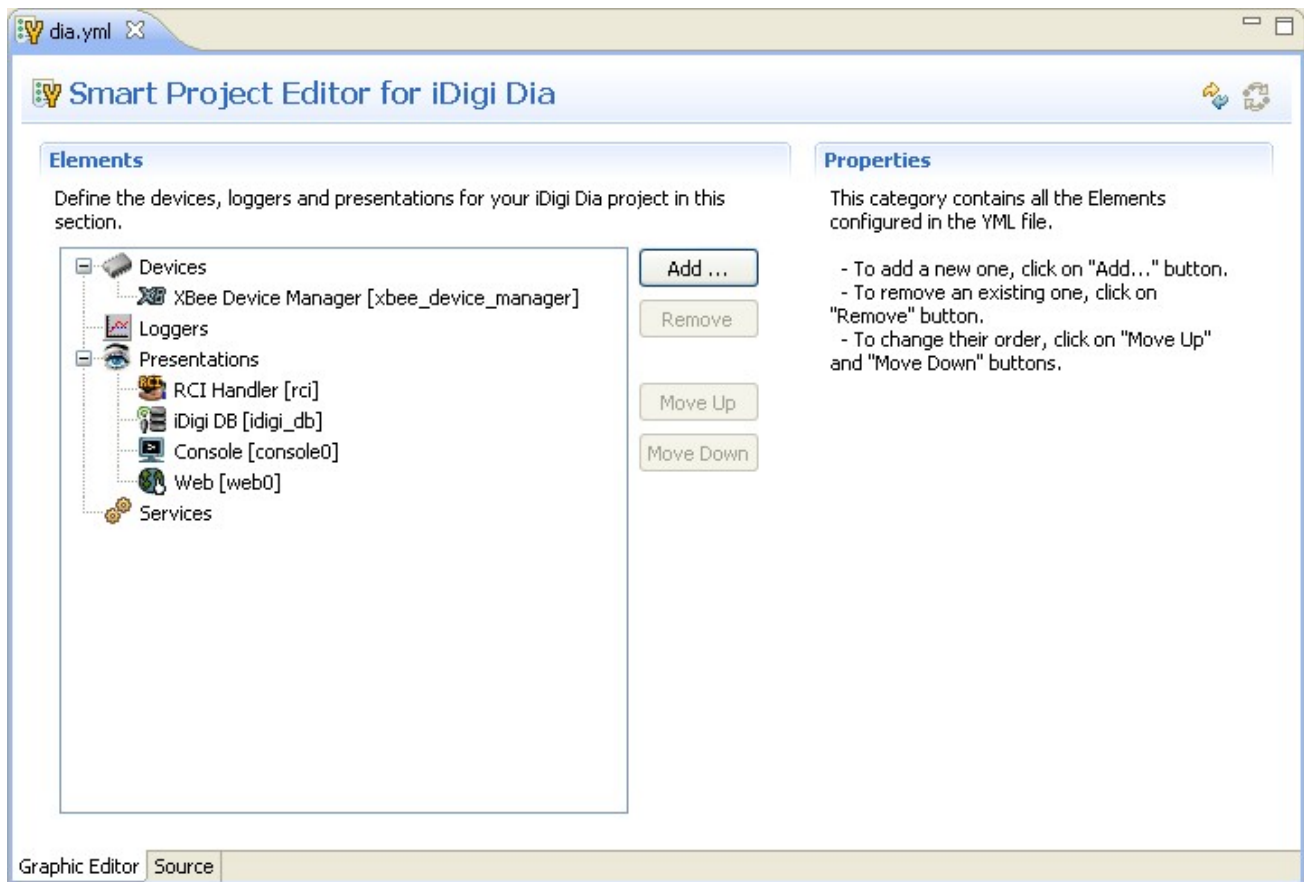 dia.yml
Smart Project Editor for iDigi Dia
Elements
Define the devices, loggers and presentations for your iDigi Dia project in this
section.
Devices
XBee Device Manager [xbee_device_manager]
Loggers
Presentations
RCI Handler [rci]
iDigi DB [idigi_db]
Console [console0]
Web [web0]
Services
Add ...
Remove
Move Up
Move Down
Properties
This category contains all the Elements
configured in the YML file.
- To add a new one, click on "Add..." button.
- To remove an existing one, click on
"Remove" button.
- To change their order, click on "Move Up"
and "Move Down" buttons.
Graphic Editor
Source